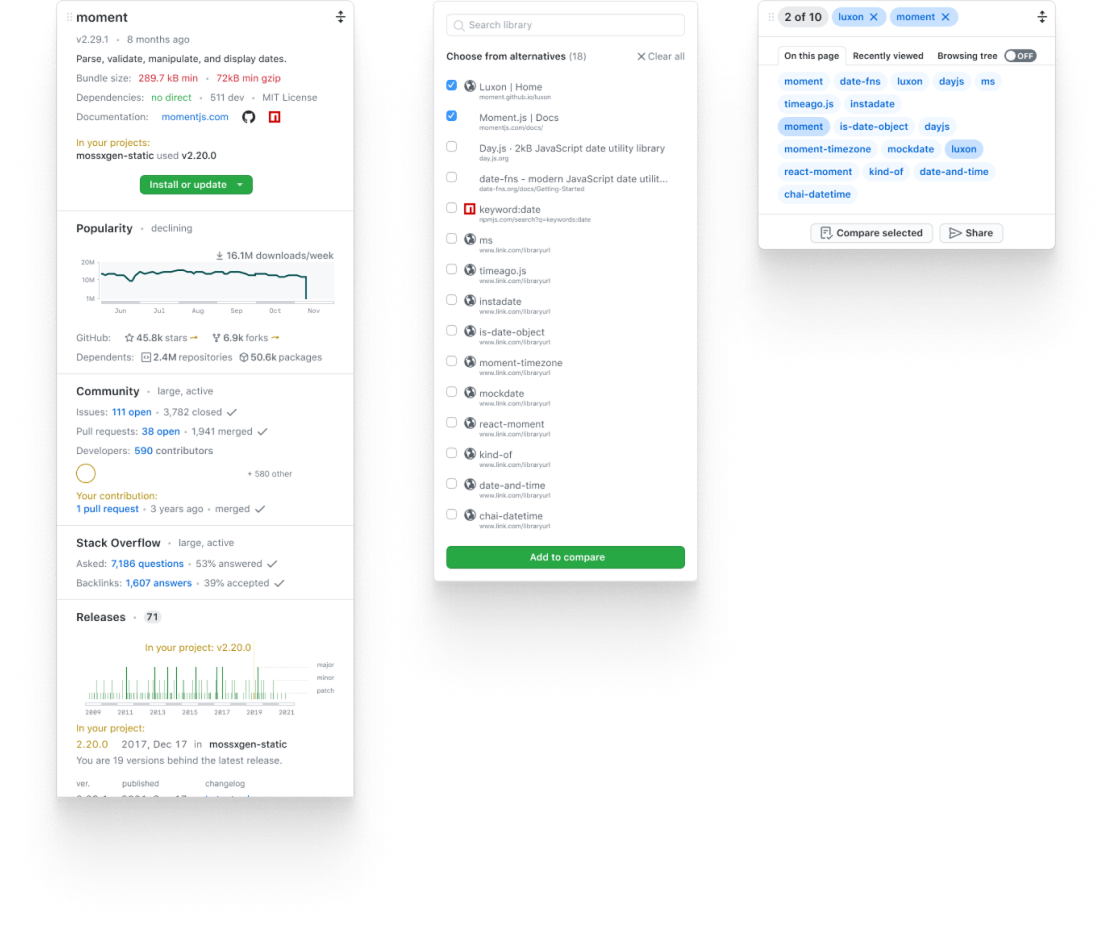 moment
v2.29.1 • 8 months ago
Parse, validate, manipulate, and display dates.
Bundle size: 289.7 kB min • 72kB min gzip
Dependencies: no direct • 511 dev • MIT License
Documentation: momentjs.com
In your projects:
mossxgen-static used v2.20.0
Install or update
Popularity • declining
16.1M downloads/week
20M
10M
1M
Jun Jul Aug Sep Oct Nov
GitHub: 45.8k stars 6.9k forks
Dependents: 2.4M repositories 50.6k packages
Community • large, active
Issues: 111 open • 3,782 closed
Pull requests: 38 open • 1,941 merged
Developers: 590 contributors
+ 580 other
Your contribution:
1 pull request • 3 years ago • merged
Stack Overflow • large, active
Asked: 7,186 questions • 53% answered
Backlinks: 1,607 answers • 39% accepted
Releases • 71
In your project: v2.20.0
major
minor
patch
2009 2011 2013 2015 2017 2019 2021
In your project:
2.20.0 2017, Dec 17 in mossxgen-static
You are 19 versions behind the latest release.
ver. published changelog
Search library
Choose from alternatives (18) Clear all
Luxon | Home
moment.github.io/luxon
Moment.js | Docs
momentjs.com/docs/
Day.js · 2kB JavaScript date utility library
day.js.org
date-fns - modern JavaScript date utilit...
date-fns.org/docs/Getting-Started
keyword:date
npmjs.com/search?q=keywords:date
ms
www.link.com/libraryurl
timeago.js
www.link.com/libraryurl
instadate
www.link.com/libraryurl
is-date-object
www.link.com/libraryurl
moment-timezone
www.link.com/libraryurl
mockdate
www.link.com/libraryurl
react-moment
www.link.com/libraryurl
kind-of
www.link.com/libraryurl
date-and-time
www.link.com/libraryurl
chai-datetime
www.link.com/libraryurl
Add to compare
2 of 10 luxon moment
On this page Recently viewed Browsing tree OFF
moment date-fns luxon dayjs ms
timeago.js instadate
moment is-date-object dayjs
moment-timezone mockdate luxon
react-moment kind-of date-and-time
chai-datetime
Compare selected Share